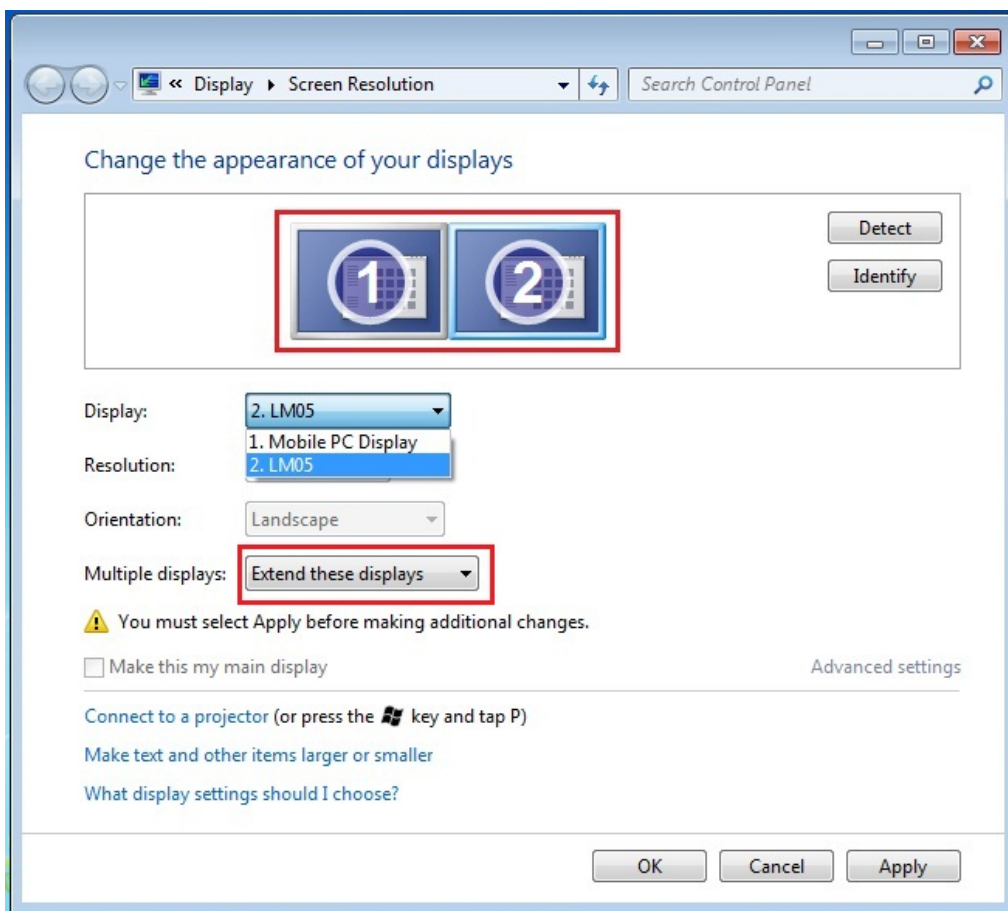 « Display ▸ Screen Resolution
Search Control Panel
Change the appearance of your displays
1
2
Detect
Identify
Display:
2. LM05
1. Mobile PC Display
2. LM05
Resolution:
Orientation:
Landscape
Multiple displays:
Extend these displays
You must select Apply before making additional changes.
Make this my main display
Advanced settings
Connect to a projector (or press the key and tap P)
Make text and other items larger or smaller
What display settings should I choose?
OK
Cancel
Apply